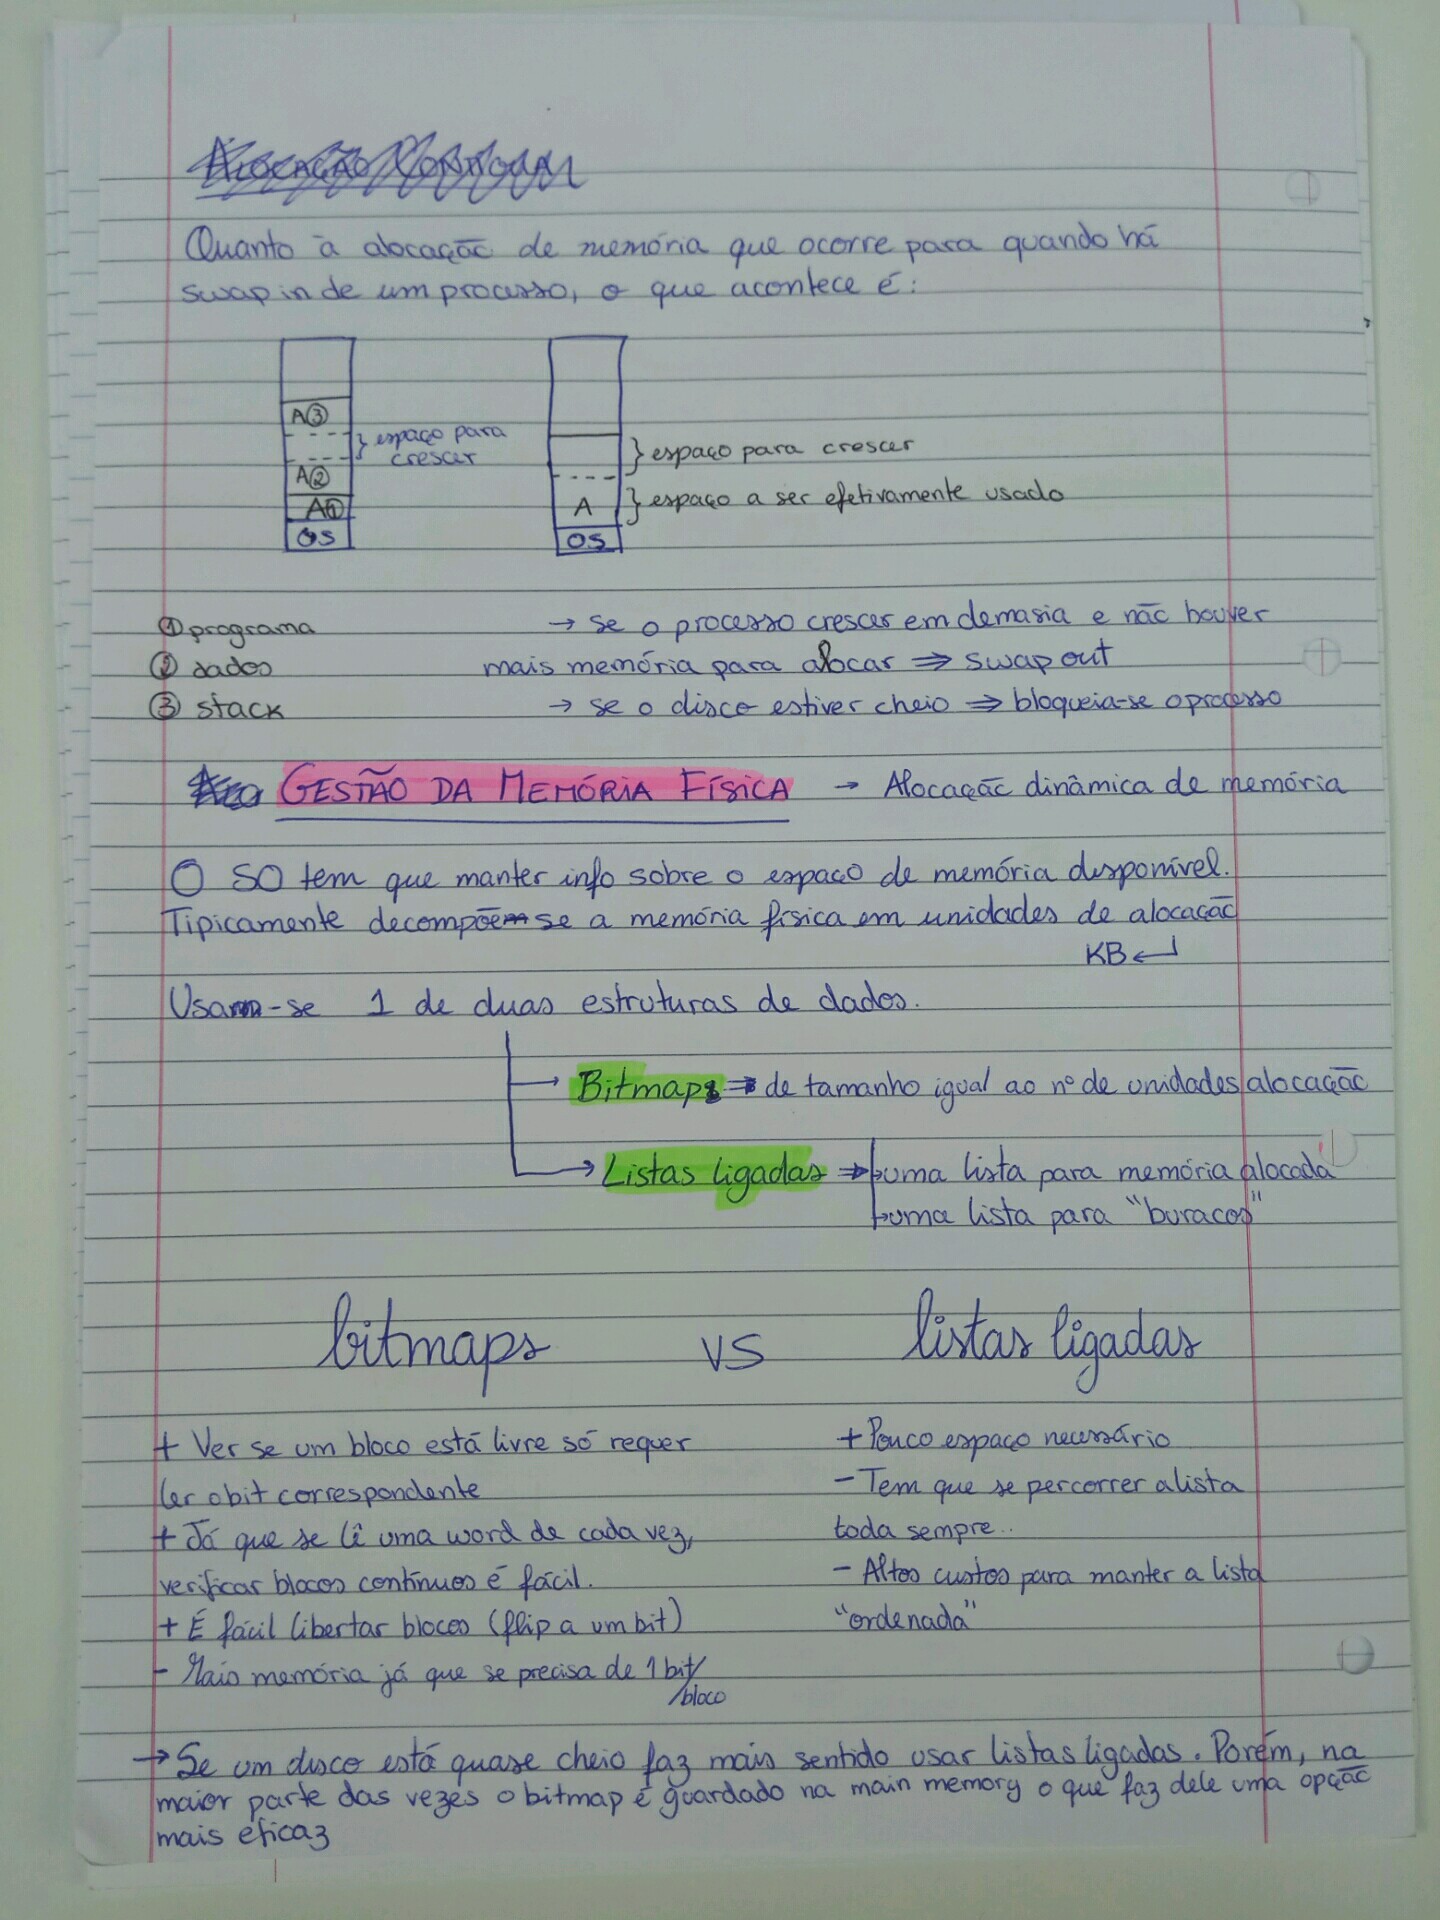 Quanto à alocação de memória que ocorre para quando há
swap in de um processo, o que acontece é:
A③
espaço para
crescer
A②
A①
OS
espaço para crescer
A
espaço a ser efetivamente usado
OS
① programa
② dados
③ stack
→ se o processo crescer em demasia e não houver
mais memória para alocar ⇒ swap out
→ se o disco estiver cheio ⇒ bloqueia-se o processo
GESTÃO DA MEMÓRIA FÍSICA → Alocação dinâmica de memória
O SO tem que manter info sobre o espaço de memória disponível.
Tipicamente decompõe-se a memória física em unidades de alocação
KB ↵
Usam-se 1 de duas estruturas de dados.
→ Bitmaps → de tamanho igual ao nº de unidades alocação
→ Listas ligadas → uma lista para memória alocada
uma lista para "buracos"
bitmaps vs listas ligadas
+ Ver se um bloco está livre só requer
ler o bit correspondente
+ Já que se lê uma word de cada vez,
verificar blocos contínuos é fácil.
+ É fácil libertar blocos (flip a um bit)
- Mais memória já que se precisa de 1 bit/
/bloco
+ Pouco espaço necessário
- Tem que se percorrer a lista
toda sempre..
- Altos custos para manter a lista
"ordenada"
→ Se um disco está quase cheio faz mais sentido usar listas ligadas. Porém, na
maior parte das vezes o bitmap é guardado na main memory o que faz dele uma opção
mais eficaz